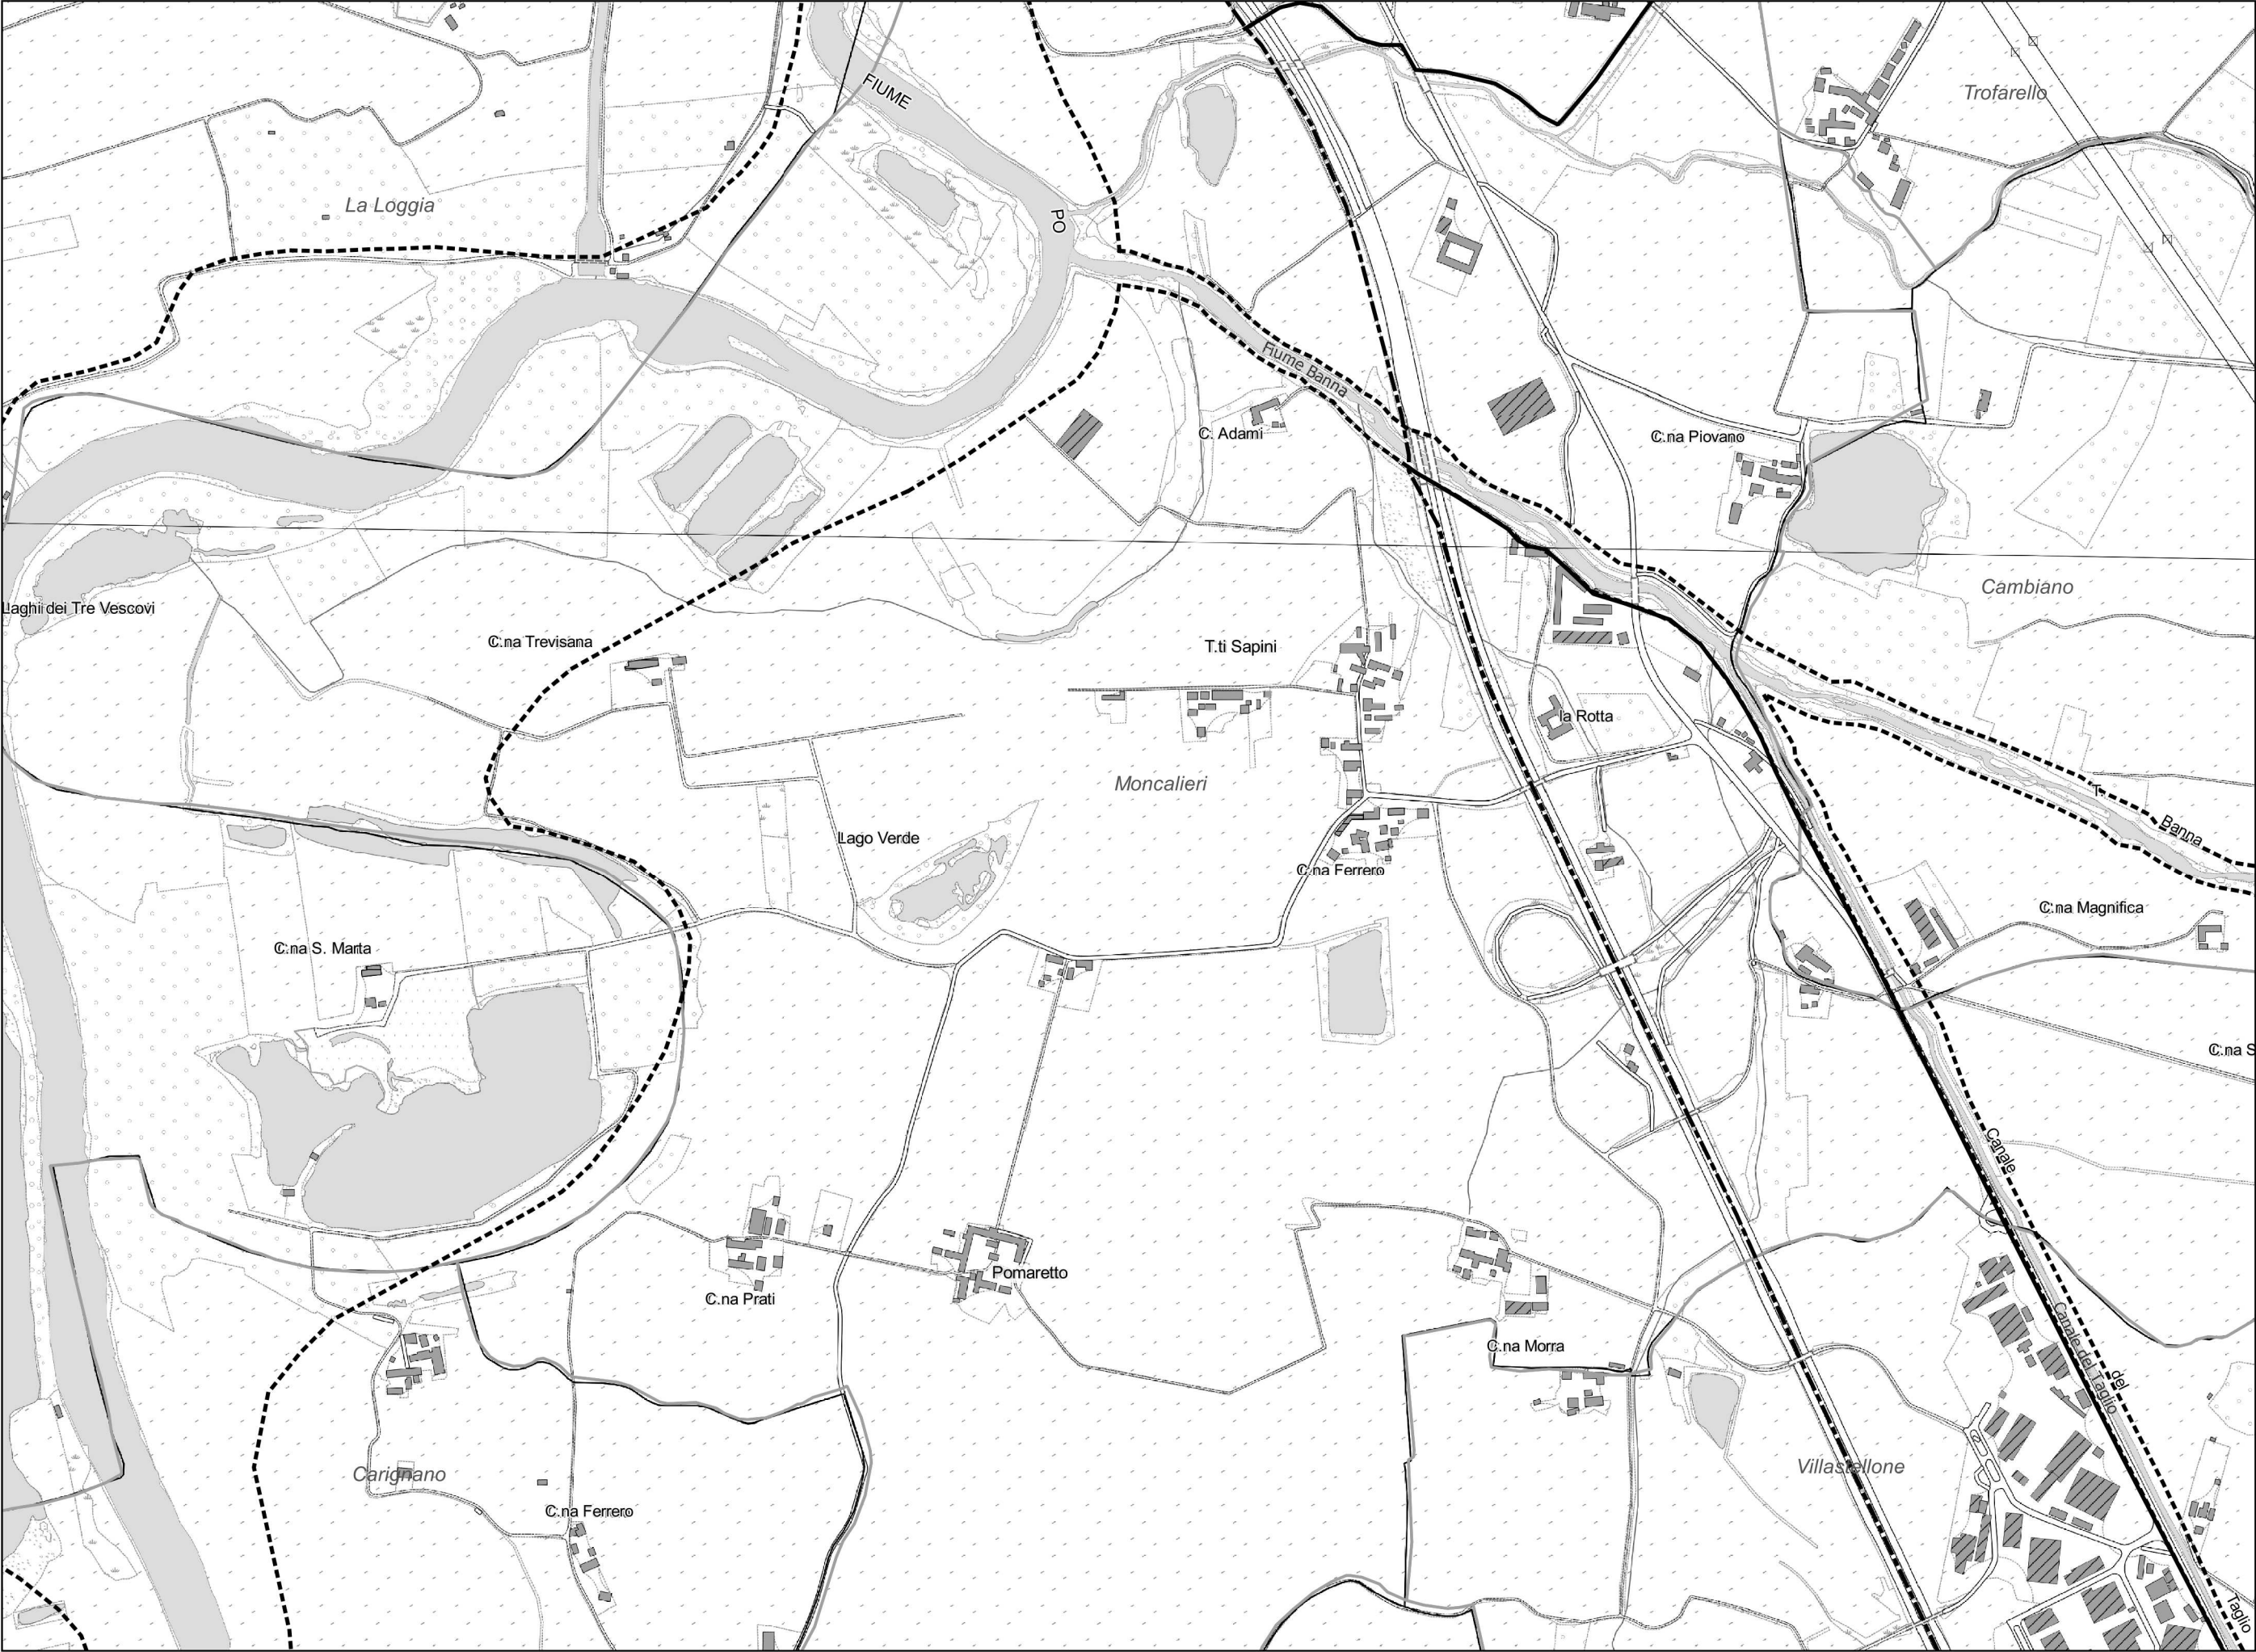 FIUME
Trofarello
La Loggia
PO
Fiume Banna
C. Adami
C.na Piovano
Cambiano
Laghi dei Tre Vescovi
C.na Trevisana
T.ti Sapini
la Rotta
Moncalieri
T.
Banna
Lago Verde
C.na Ferrero
C.na Magnifica
C.na S. Marta
C.na S
Canale
Pomaretto
C.na Prati
C.na Morra
Canale del Taglio
del
Carignano
Villastellone
C.na Ferrero
Taglio